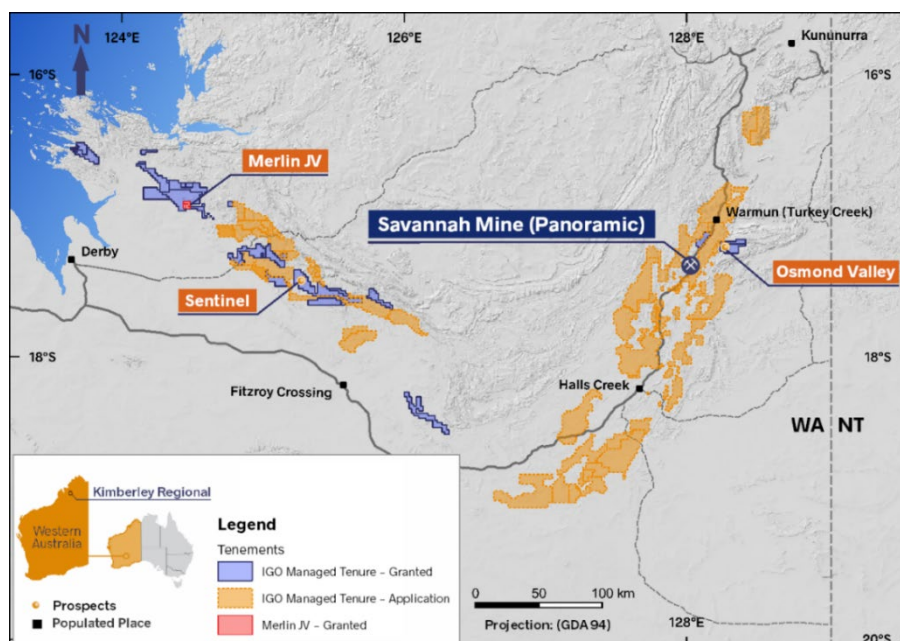 N
124°E
126°E
128°E
Kununurra
16°S
16°S
Merlin JV
Savannah Mine (Panoramic)
Warmun (Turkey Creek)
Derby
Osmond Valley
Sentinel
18°S
18°S
Halls Creek
Fitzroy Crossing
WA NT
Kimberley Regional
Western
Australia
Legend
Tenements
IGO Managed Tenure – Granted
IGO Managed Tenure – Application
Merlin JV – Granted
Prospects
Populated Place
0 50 100 km
Projection: (GDA94)
128°E
20°S